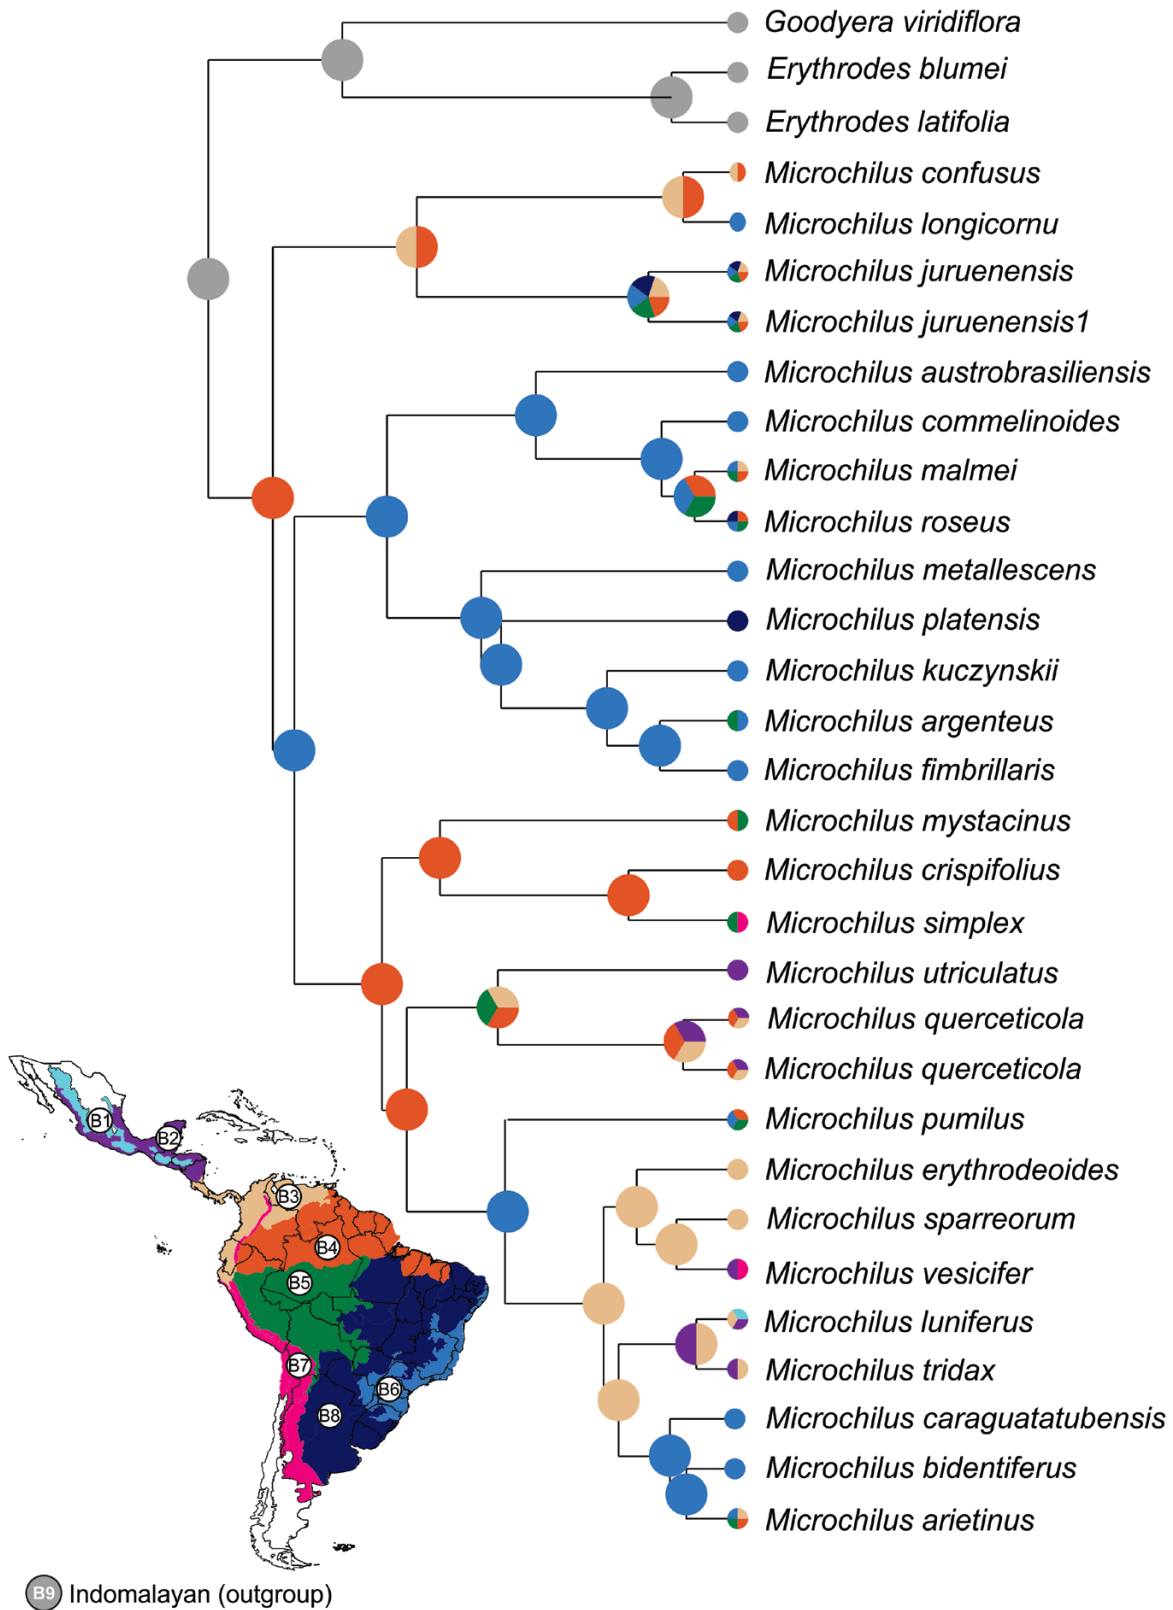 Goodyera viridiflora
Erythrodes blumei
Erythrodes latifolia
Microchilus confusus
Microchilus longicornu
Microchilus juruenensis
Microchilus juruenensis1
Microchilus austrobrasiliensis
Microchilus commelinoides
Microchilus malmei
Microchilus roseus
Microchilus metallescens
Microchilus platensis
Microchilus kuczynskii
Microchilus argenteus
Microchilus fimbrillaris
Microchilus mystacinus
Microchilus crispifolius
Microchilus simplex
Microchilus utriculatus
Microchilus querceticola
Microchilus querceticola
Microchilus pumilus
Microchilus erythrodeoides
Microchilus sparreorum
Microchilus vesicifer
Microchilus luniferus
Microchilus tridax
Microchilus caraguatatubensis
Microchilus bidentiferus
Microchilus arietinus
B1
B2
B3
B4
B5
B7
B6
B8
B9 Indomalayan (outgroup)